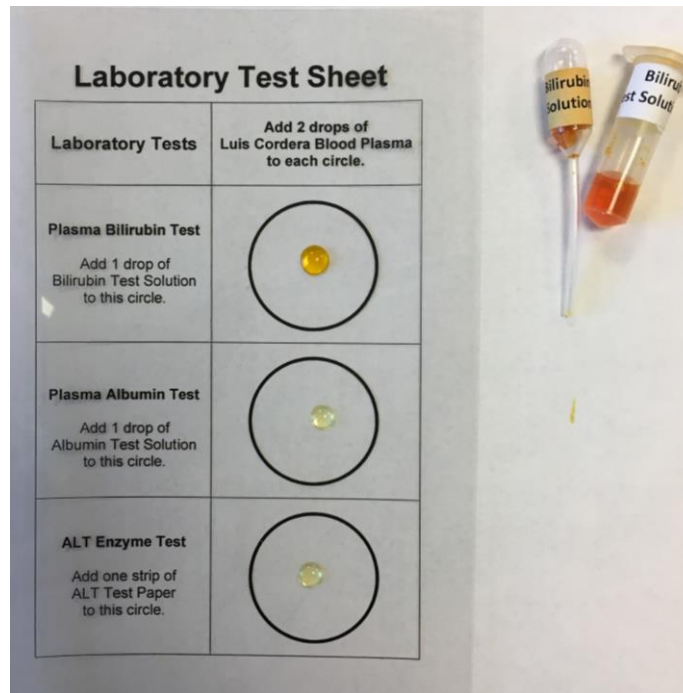 Laboratory Test Sheet
Laboratory Tests
Add 2 drops of
Luis Cordera Blood Plasma
to each circle.
Plasma Bilirubin Test
Add 1 drop of
Bilirubin Test Solution
to this circle.
Plasma Albumin Test
Add 1 drop of
Albumin Test Solution
to this circle.
ALT Enzyme Test
Add one strip of
ALT Test Paper
to this circle.
Bilirubin
Solution